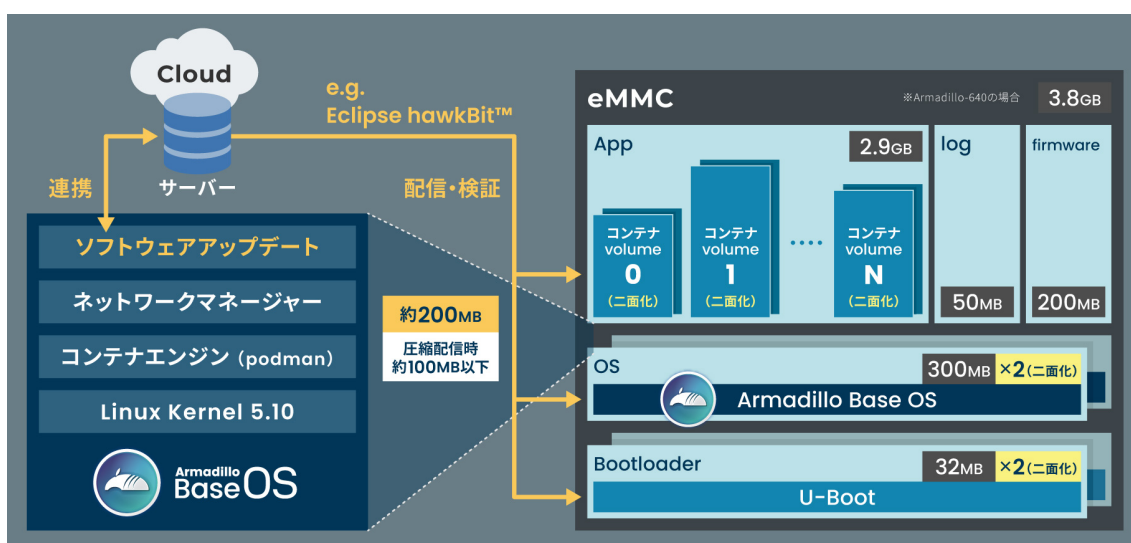 Cloud
サーバー
e.g.
Eclipse hawkBit™
連携
配信・検証
ソフトウェアアップデート
ネットワークマネージャー
コンテナエンジン (podman)
Linux Kernel 5.10
Armadillo
Base OS
約200MB
圧縮配信時
約100MB以下
eMMC
※Armadillo-640の場合
3.8GB
App
2.9GB
コンテナ
volume
0
(二面化)
コンテナ
volume
1
(二面化)
････
コンテナ
volume
N
(二面化)
log
50MB
firmware
200MB
OS
300MB ×2(二面化)
Armadillo Base OS
Bootloader
32MB ×2(二面化)
U-Boot